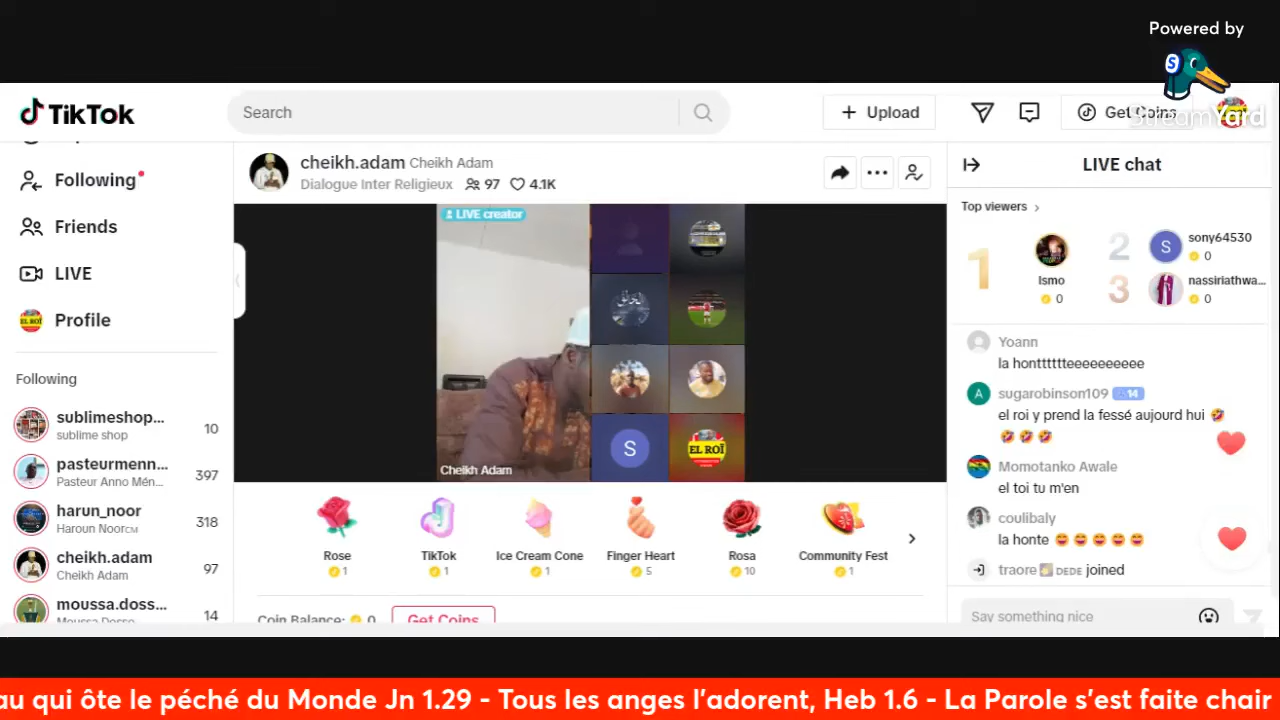 Powered by
StreamYard
TikTok
Search
Upload
Get Coins
Following
Friends
LIVE
Profile
Following
sublimeshop...
sublime shop
10
pasteurmenn...
Pasteur Anno Mén...
397
harun_noor
Haroun NoorCM
318
cheikh.adam
Cheikh Adam
97
moussa.doss...
Moussa Dosso
14
cheikh.adam Cheikh Adam
Dialogue Inter Religieux 97 4.1K
LIVE creator
Cheikh Adam
S
EL ROÏ
Rose
1
TikTok
1
Ice Cream Cone
1
Finger Heart
5
Rosa
10
Community Fest
1
Coin Balance: 0 Get Coins
LIVE chat
Top viewers
1
Ismo
0
2
S
sony64530
0
3
nassiriathwa...
0
Yoann
la hontttttteeeeeeeeee
A
sugarobinson109 14
el roi y prend la fessé aujourd hui 🤣
🤣 🤣 🤣
Momotanko Awale
el toi tu m'en
coulibaly
la honte 😄 😄 😄 😄 😄
traore DEDE joined
Say something nice
au qui ôte le péché du Monde Jn 1.29 - Tous les anges l'adorent, Heb 1.6 - La Parole s'est faite chair